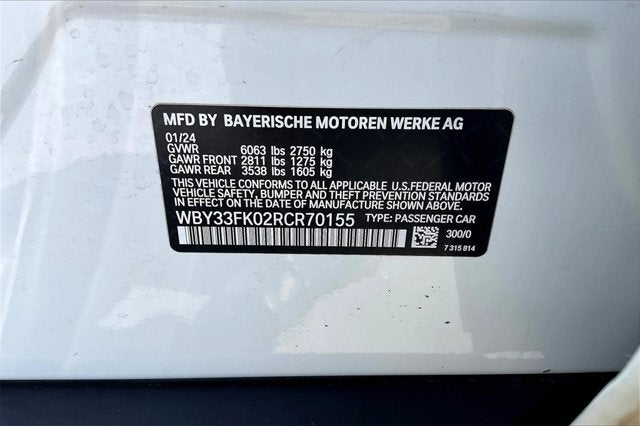 MFD BY BAYERISCHE MOTOREN WERKE AG
01/24
GVWR 6063 lbs 2750 kg
GAWR FRONT 2811 lbs 1275 kg
GAWR REAR 3538 lbs 1605 kg
THIS VEHICLE CONFORMS TO ALL APPLICABLE U.S.FEDERAL MOTOR
VEHICLE SAFETY, BUMPER AND THEFT PREVENTION STANDARDS
IN EFFECT ON THE DATE OF MANUFACTURE SHOWN ABOVE.
WBY33FK02RCR70155 TYPE: PASSENGER CAR
300/0
7 315 814